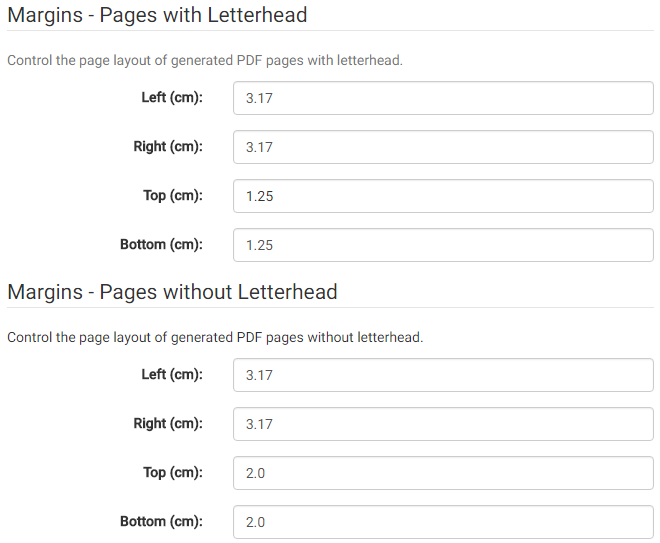 Margins - Pages with Letterhead
Control the page layout of generated PDF pages with letterhead.
Left (cm): 3.17
Right (cm): 3.17
Top (cm): 1.25
Bottom (cm): 1.25
Margins - Pages without Letterhead
Control the page layout of generated PDF pages without letterhead.
Left (cm): 3.17
Right (cm): 3.17
Top (cm): 2.0
Bottom (cm): 2.0